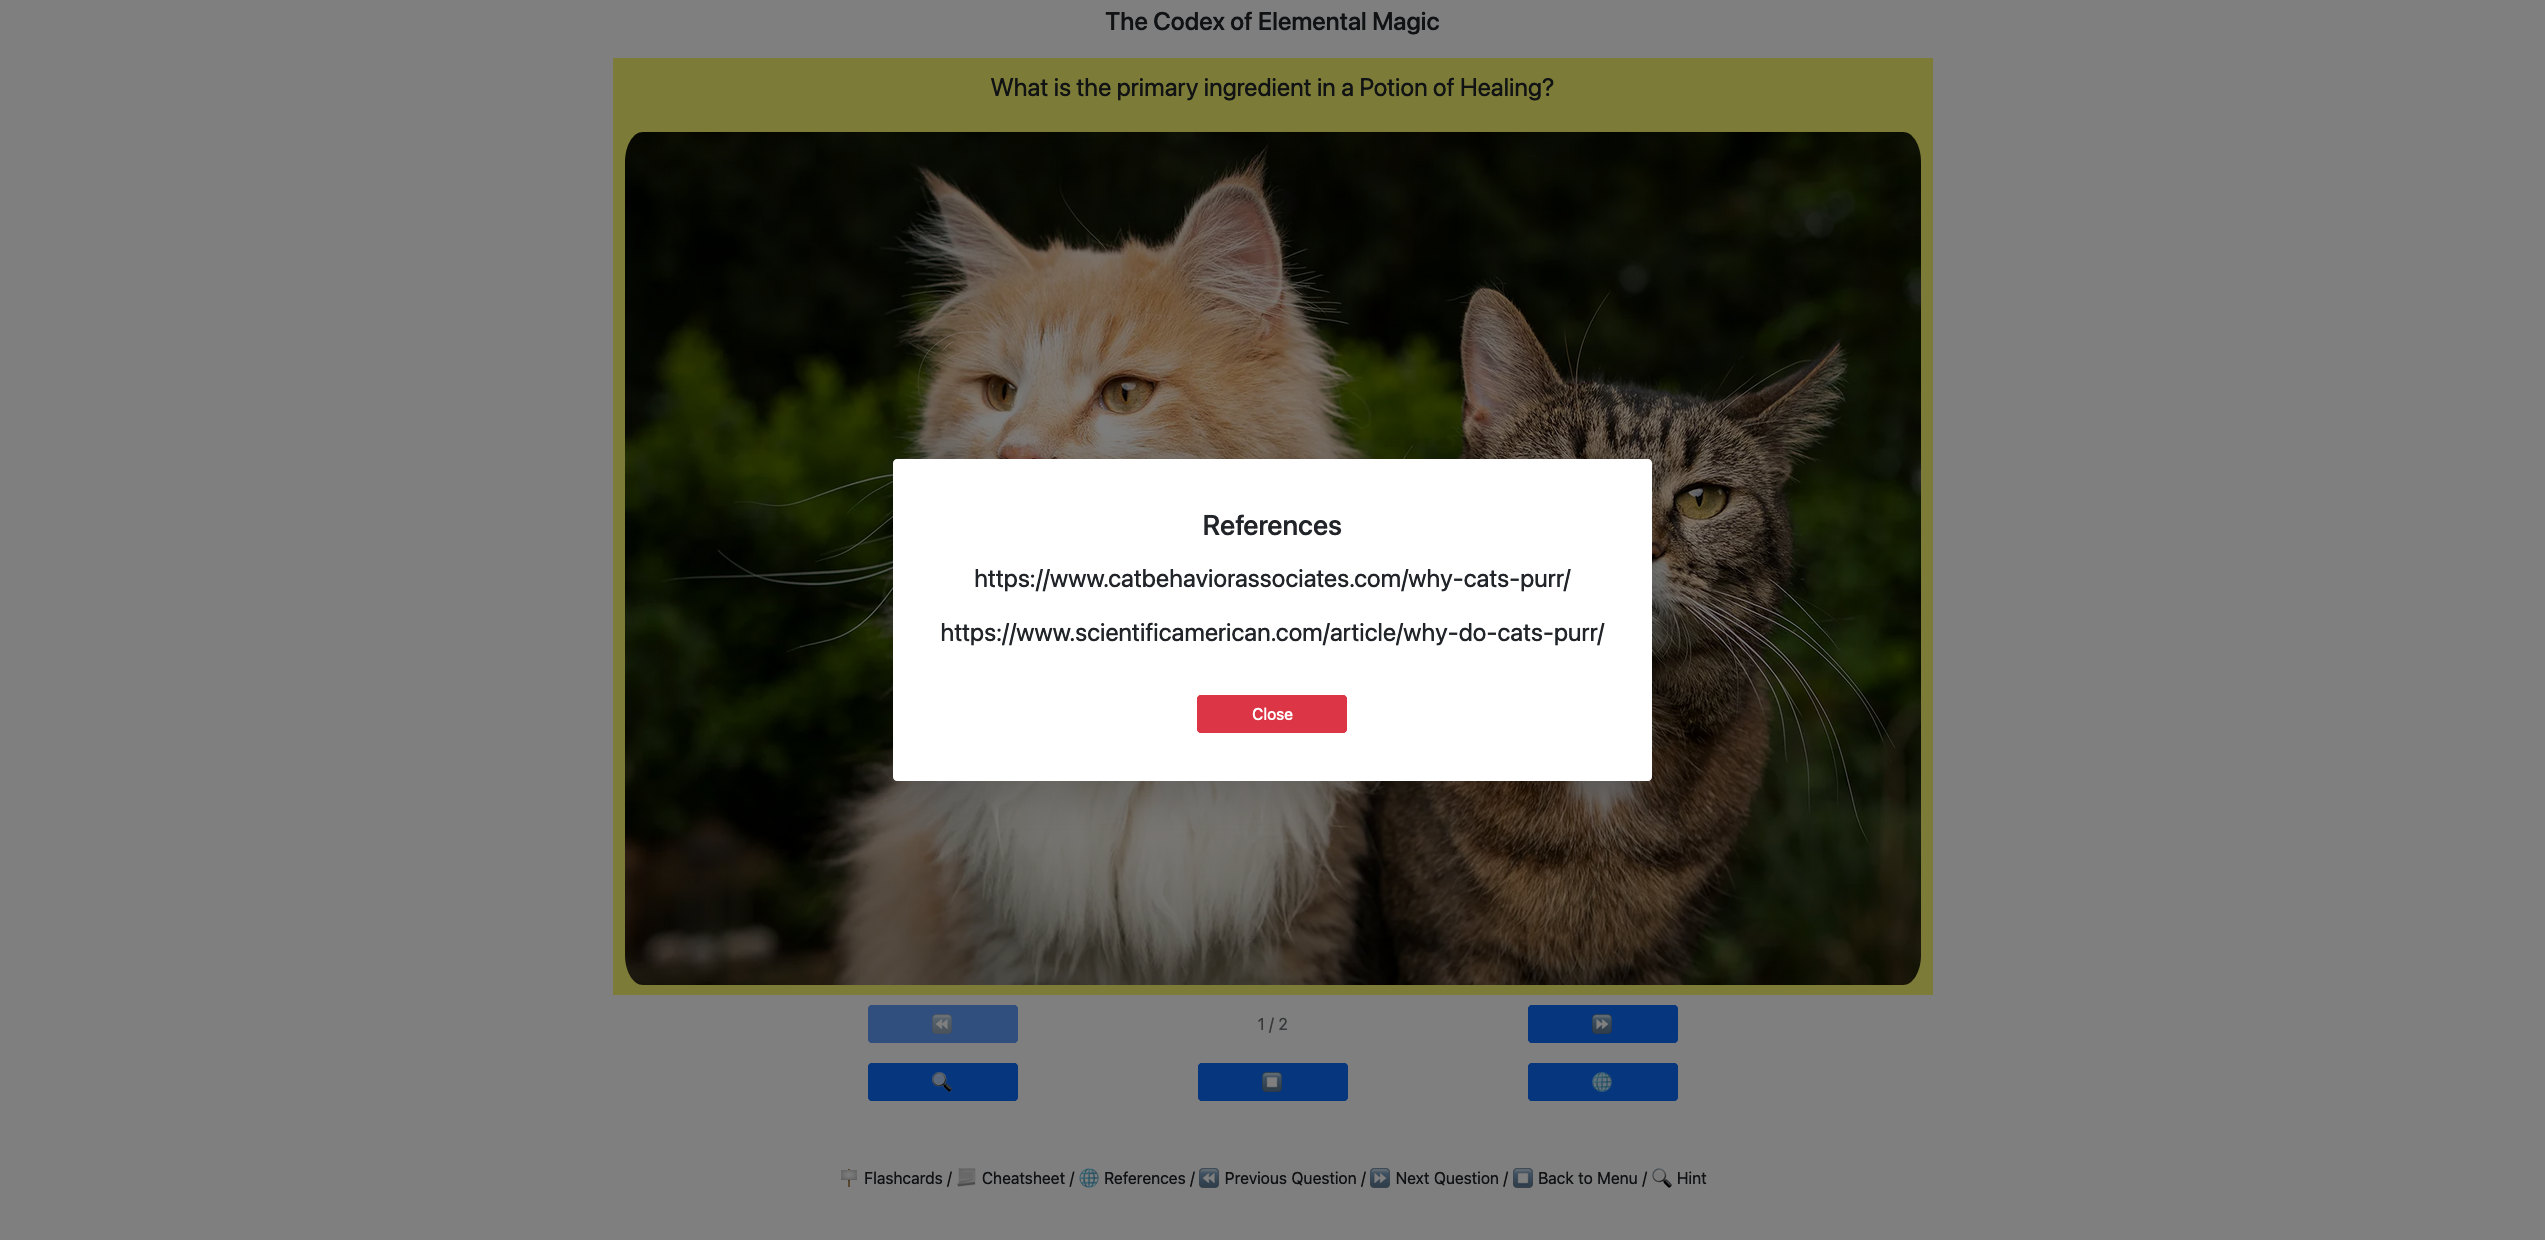 The Codex of Elemental Magic
What is the primary ingredient in a Potion of Healing?
References
https://www.catbehaviorassociates.com/why-cats-purr/
https://www.scientificamerican.com/article/why-do-cats-purr/
Close
1 / 2
Flashcards / Cheatsheet / References / Previous Question / Next Question / Back to Menu / Hint